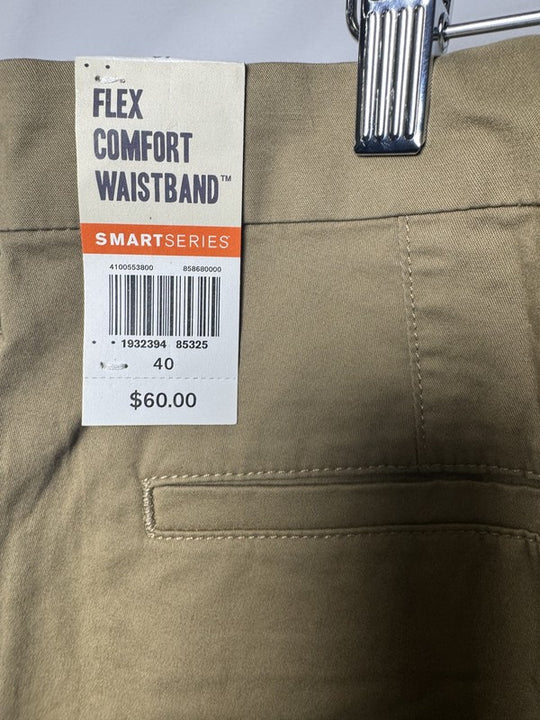 FLEX
COMFORT
WAISTBAND™
SMARTSERIES
4100553800 858680000
* * 1932394 85325
40
$60.00